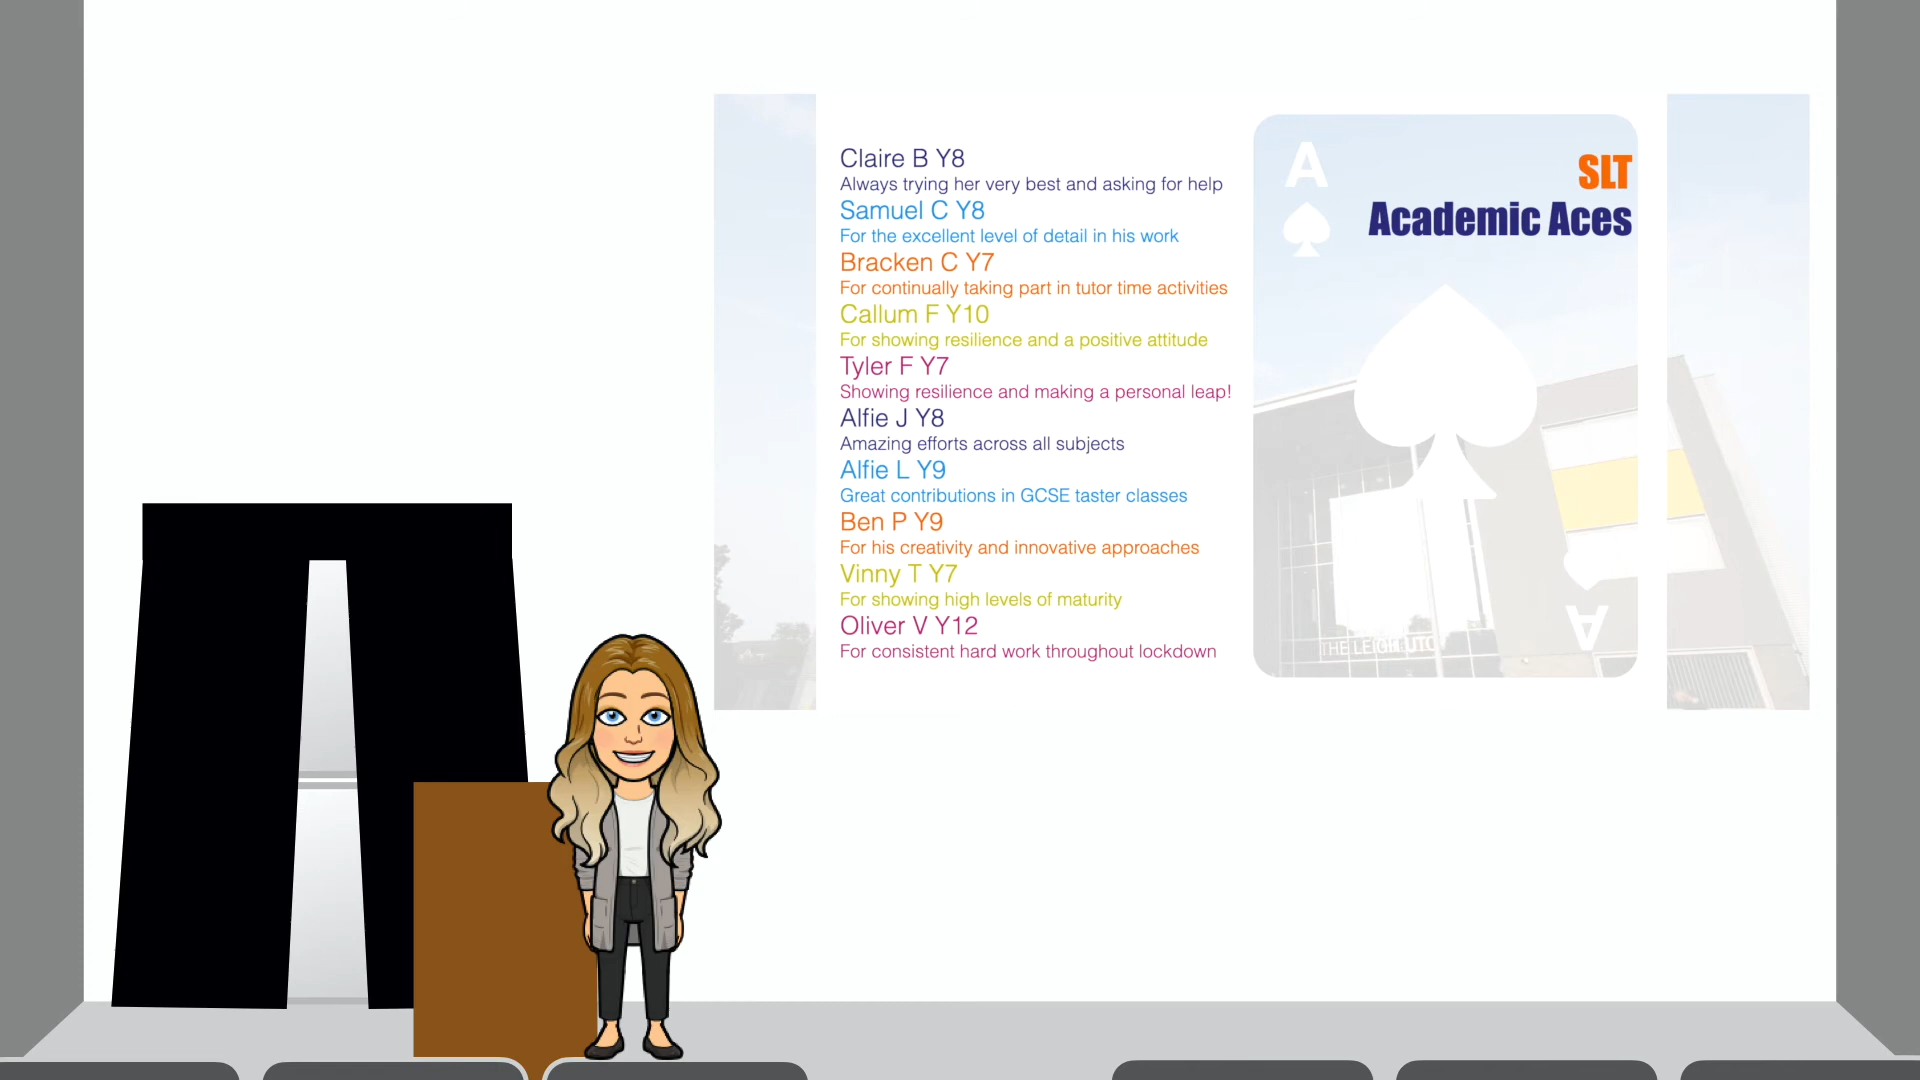 Claire B Y8
Always trying her very best and asking for help
Samuel C Y8
For the excellent level of detail in his work
Bracken C Y7
For continually taking part in tutor time activities
Callum F Y10
For showing resilience and a positive attitude
Tyler F Y7
Showing resilience and making a personal leap!
Alfie J Y8
Amazing efforts across all subjects
Alfie L Y9
Great contributions in GCSE taster classes
Ben P Y9
For his creativity and innovative approaches
Vinny T Y7
For showing high levels of maturity
Oliver V Y12
For consistent hard work throughout lockdown
A
SLT
Academic Aces
THE LEIGH UTC
A